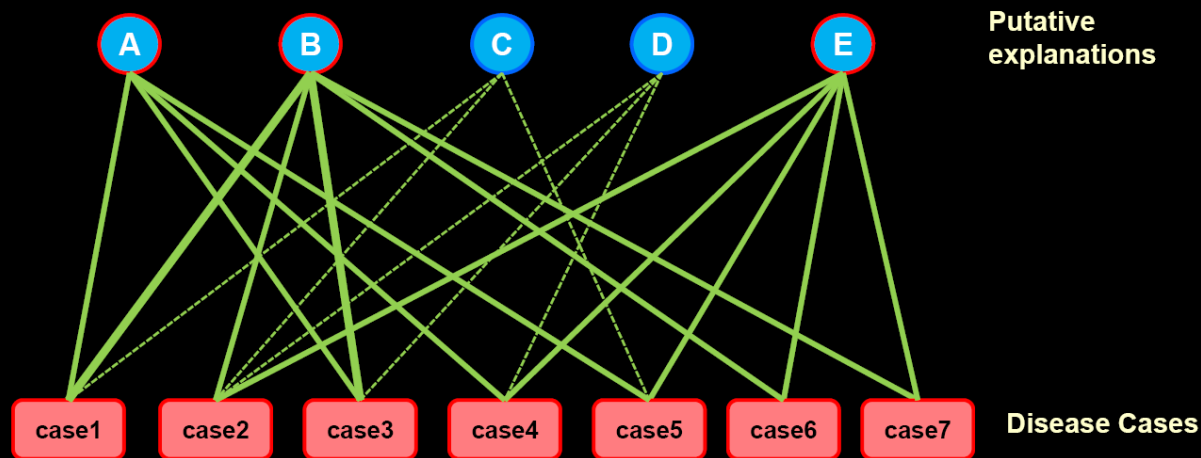 A B C D E
Putative
explanations
case1 case2 case3 case4 case5 case6 case7
Disease Cases